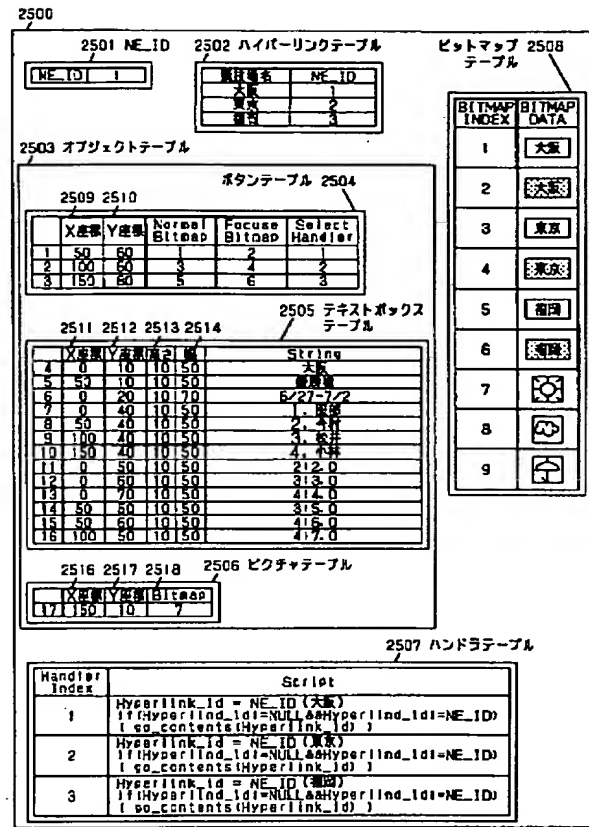 2500
2501 NE_ID
NE_ID 1
2502 ハイパーリンクテーブル
競技場名 NE_ID
大阪 1
東京 2
福岡 3
ビットマップ 2508
テーブル
BITMAP INDEX BITMAP DATA
1 大阪
2 大阪
3 東京
4 東京
5 福岡
6 福岡
7
8
9
2503 オブジェクトテーブル
ボタンテーブル 2504
2509 2510
X座標 Y座標 Normal Bitmap Focuse Bitmap Select Handler
1 50 60 1 2 1
2 100 60 3 4 2
3 150 60 5 6 3
2505 テキストボックス
テーブル
2511 2512 2513 2514
X座標 Y座標 高さ 幅 String
4 0 10 10 50 大阪
5 50 10 10 50
6 0 20 10 70 6/27-7/2
7 0 40 10 50 1.
8 50 40 10 50 2. 今村
9 100 40 10 50 3. 松井
10 150 40 10 50 4. 小林
11 0 50 10 50 2:2.0
12 0 60 10 50 3:3.0
13 0 70 10 50 4:4.0
14 50 50 10 50 3:5.0
15 50 60 10 50 4:6.0
16 100 50 10 50 4:7.0
2516 2517 2518 2506 ピクチャテーブル
X座標 Y座標 Bitmap
17 150 10 7
2507 ハンドラテーブル
Handler Index Script
1 Hyperlink_Id = NE_ID (大阪)
if(Hyperlind_Id!=NULL&&Hyperlind_Id!=NE_ID)
{ go_contents(Hyperlink_Id) }
2 Hyperlink_Id = NE_ID (東京)
if(Hyperlind_Id!=NULL&&Hyperlind_Id!=NE_ID)
{ go_contents(Hyperlink_Id) }
3 Hyperlink_Id = NE_ID (福岡)
if(Hyperlind_Id!=NULL&&Hyperlind_Id!=NE_ID)
{ go_contents(Hyperlink_Id) }